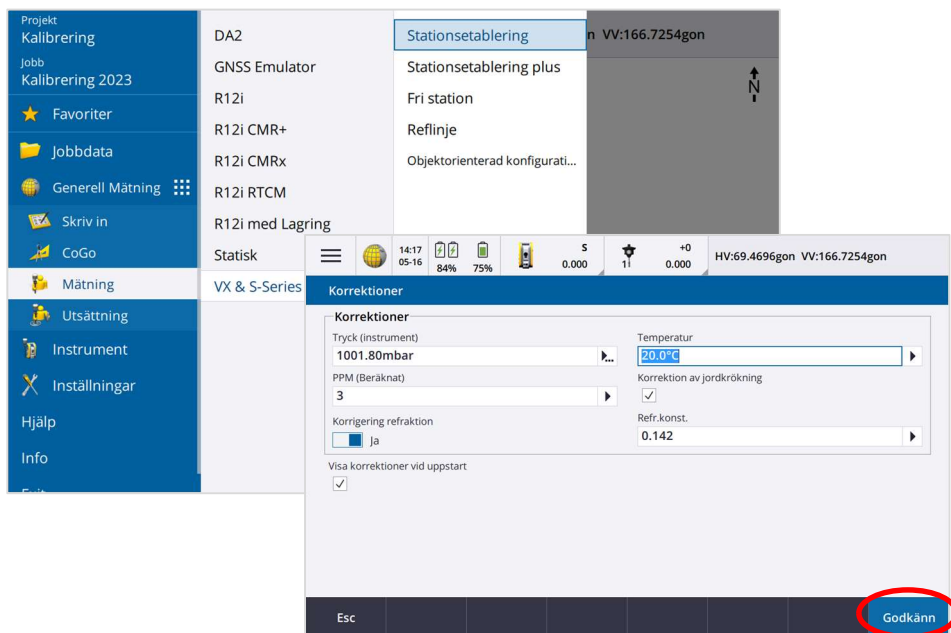 Projekt
Kalibrering
Jobb
Kalibrering 2023
Favoriter
Jobbdata
Generell Mätning
Skriv in
CoGo
Mätning
Utsättning
Instrument
Inställningar
Hjälp
Info
DA2
GNSS Emulator
R12i
R12i CMR+
R12i CMRx
R12i RTCM
R12i med Lagring
Statisk
VX & S-Series
Stationsetablering
Stationsetablering plus
Fri station
Reflinje
Objektorienterad konfigurati...
n VV:166.7254gon
N
14:17
05-16
84%
75%
S
0.000
1
+0
0.000
HV:69.4696gon VV:166.7254gon
Korrektioner
Korrektioner
Tryck (instrument)
1001.80mbar
Temperatur
20.0°C
PPM (Beräknat)
3
Korrektion av jordkrökning
Korrigering refraktion
Ja
Refr.konst.
0.142
Visa korrektioner vid uppstart
Esc
Godkänn